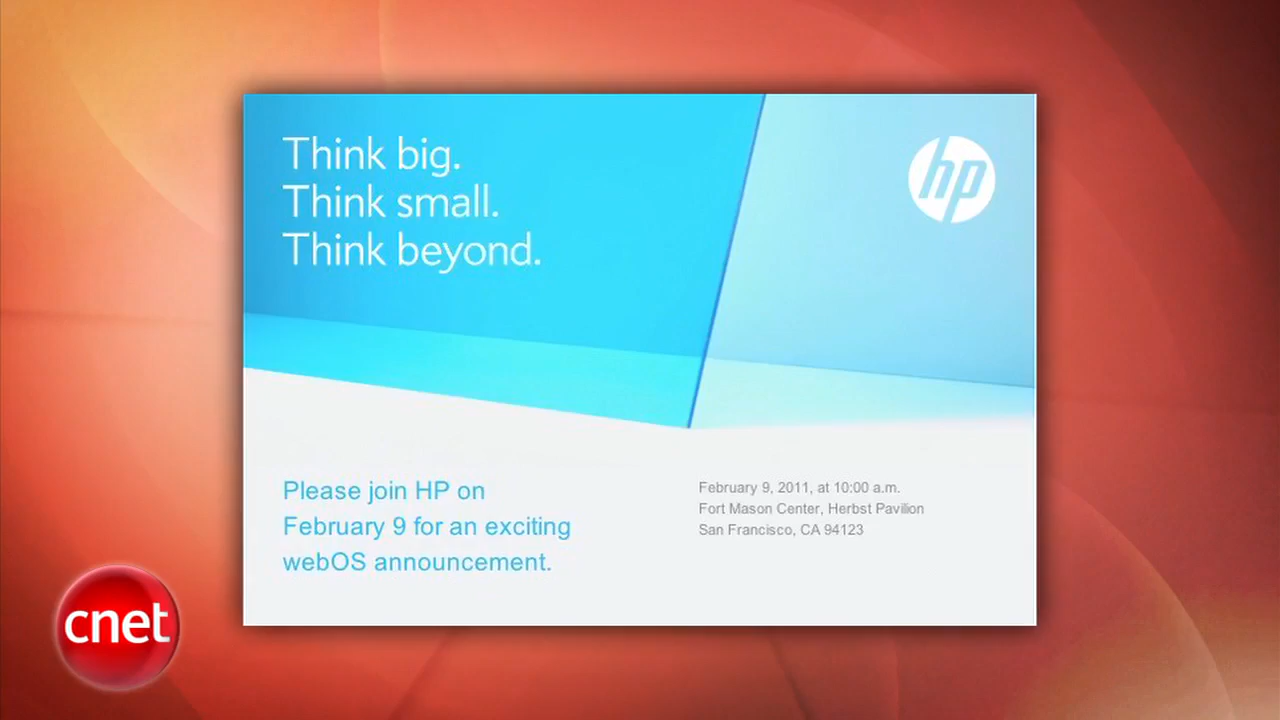 Think big.
Think small.
Think beyond.
hp
Please join HP on
February 9 for an exciting
webOS announcement.
February 9, 2011, at 10:00 a.m.
Fort Mason Center, Herbst Pavilion
San Francisco, CA 94123
cnet